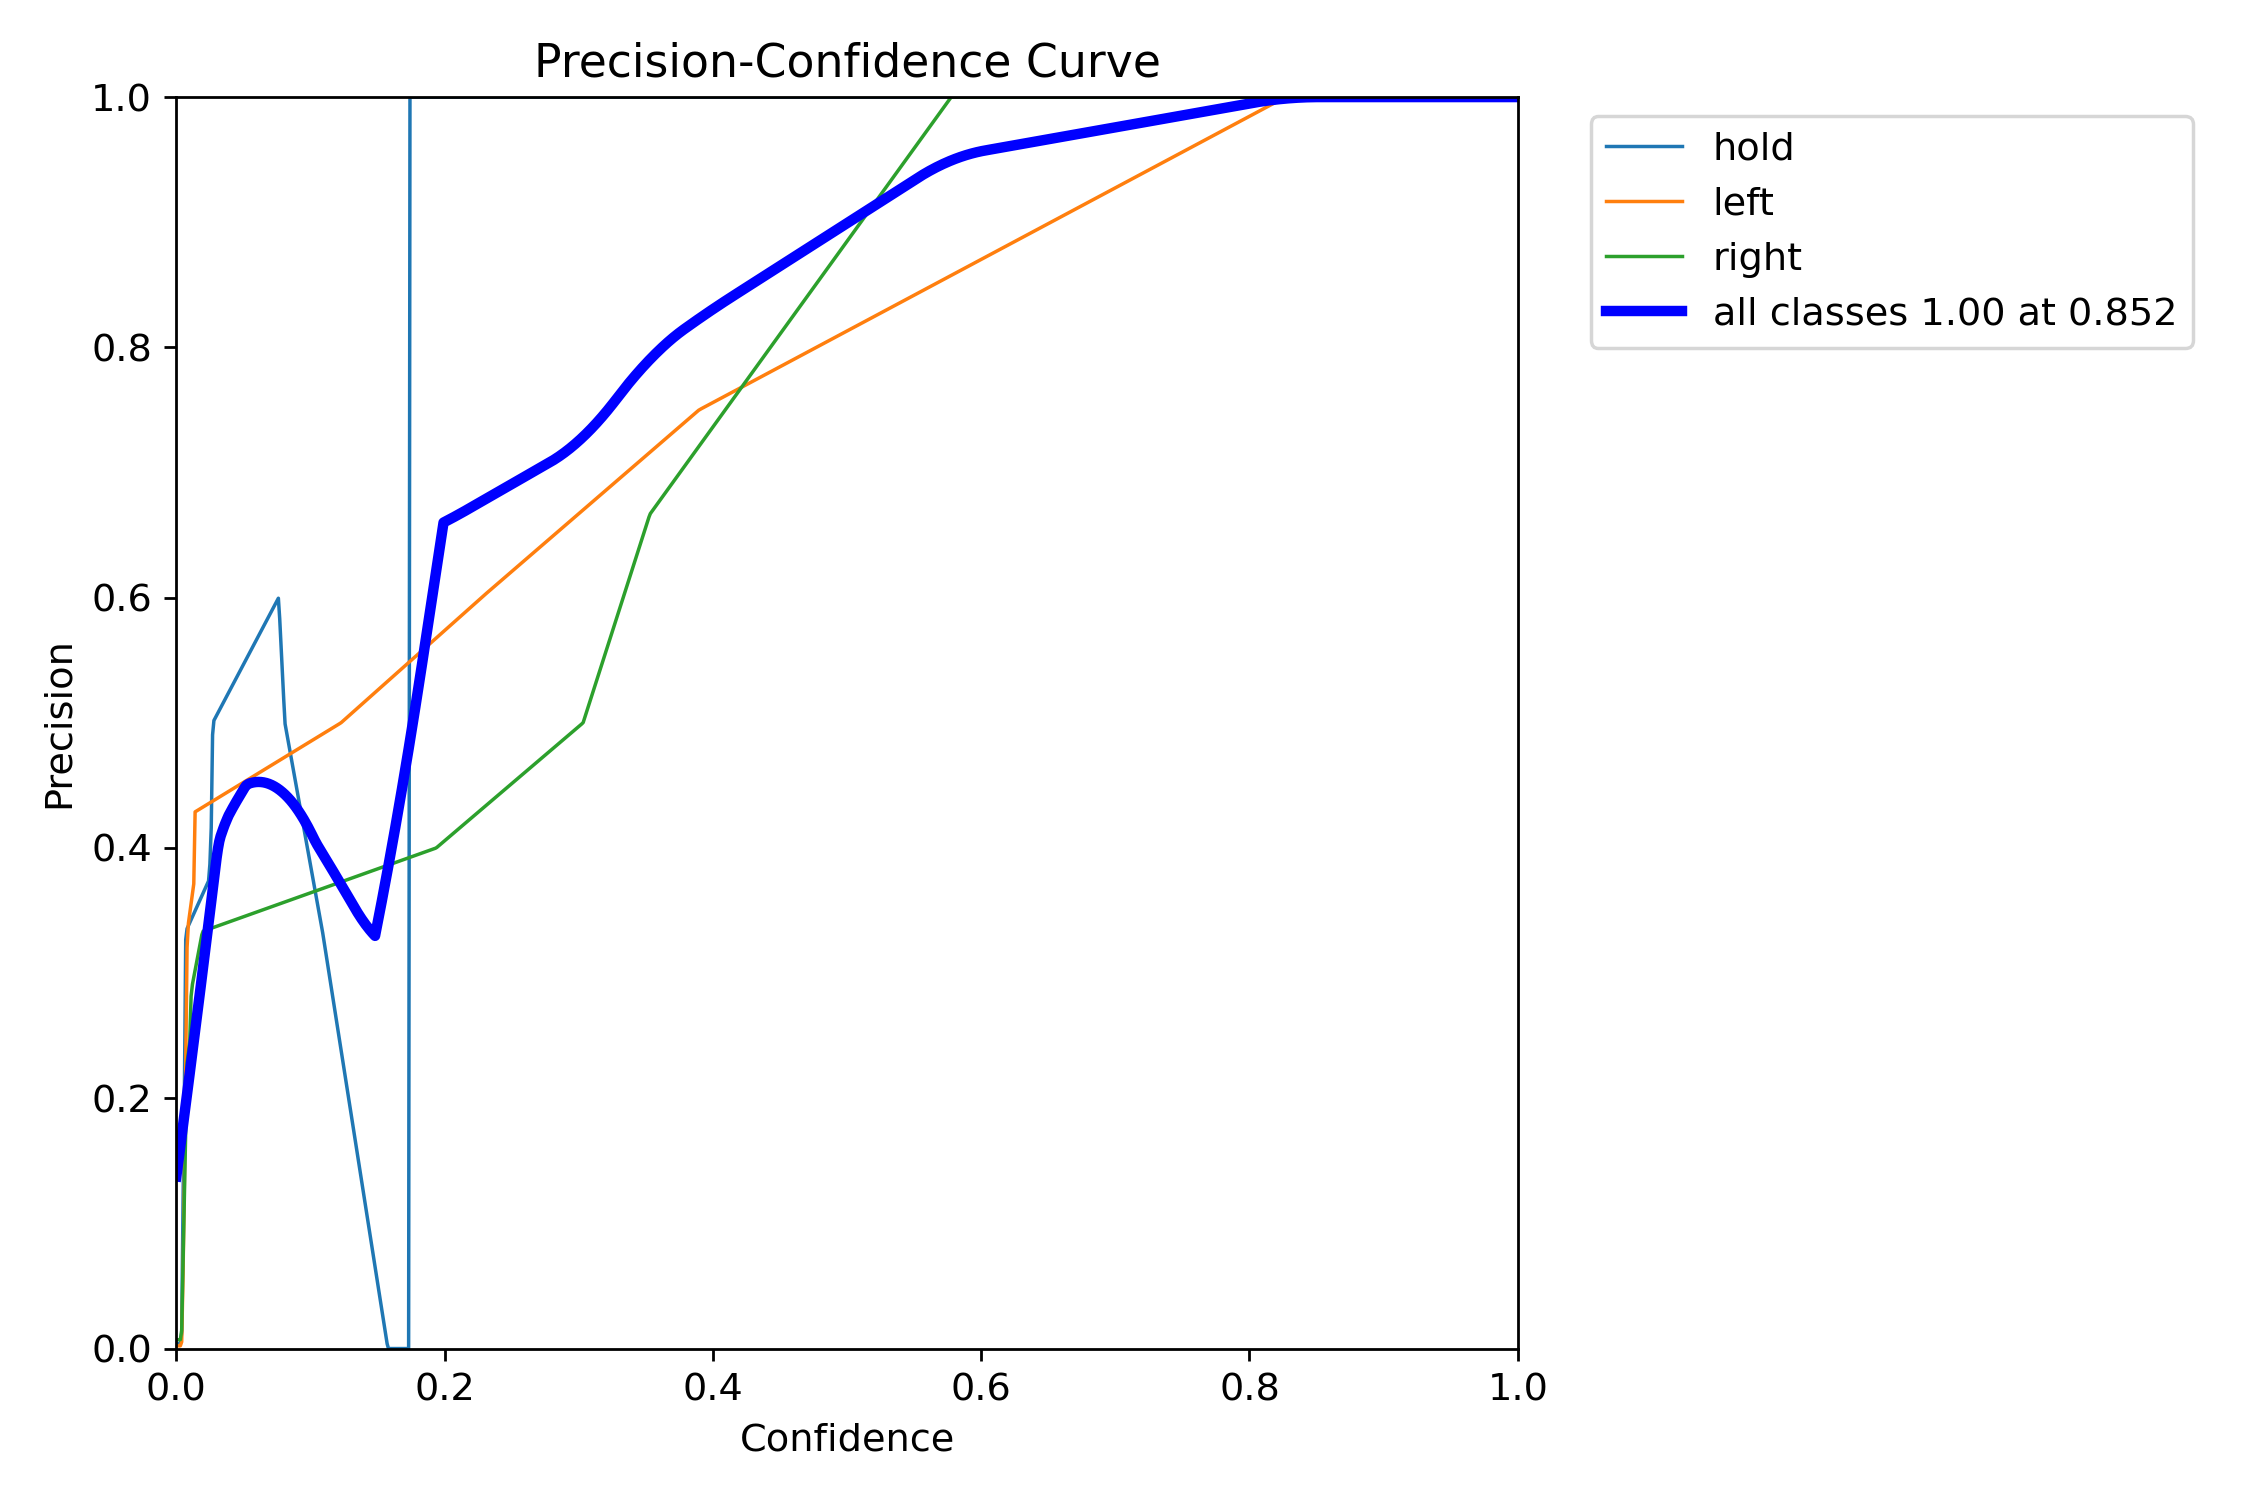 Precision-Confidence Curve
1.0
0.8
0.6
0.4
0.2
0.0
Precision
0.0 0.2 0.4 0.6 0.8 1.0
Confidence
hold
left
right
all classes 1.00 at 0.852